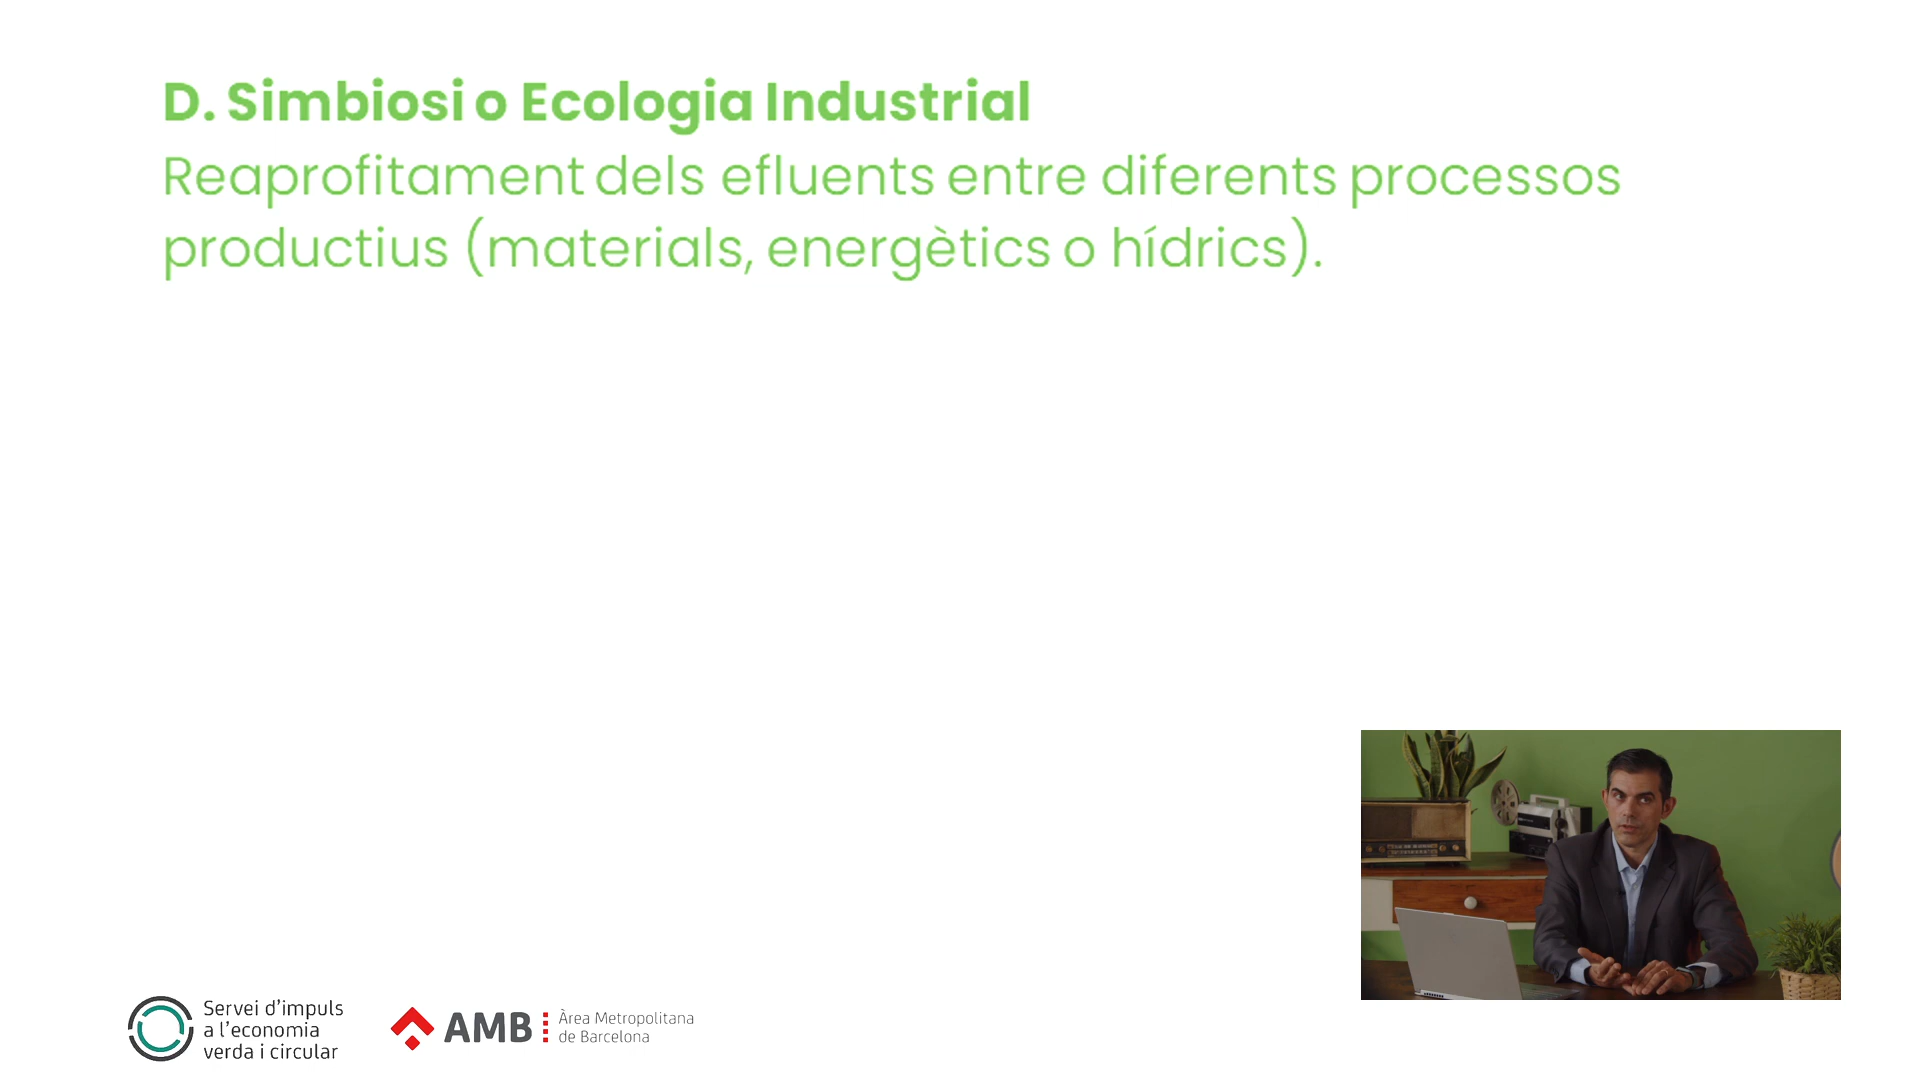 D. Simbiosi o Ecologia Industrial
Reaprofitament dels efluents entre diferents processos
productius (materials, energètics o hídrics).
Servei d'impuls
a l'economia
verda i circular
AMB
Àrea Metropolitana
de Barcelona